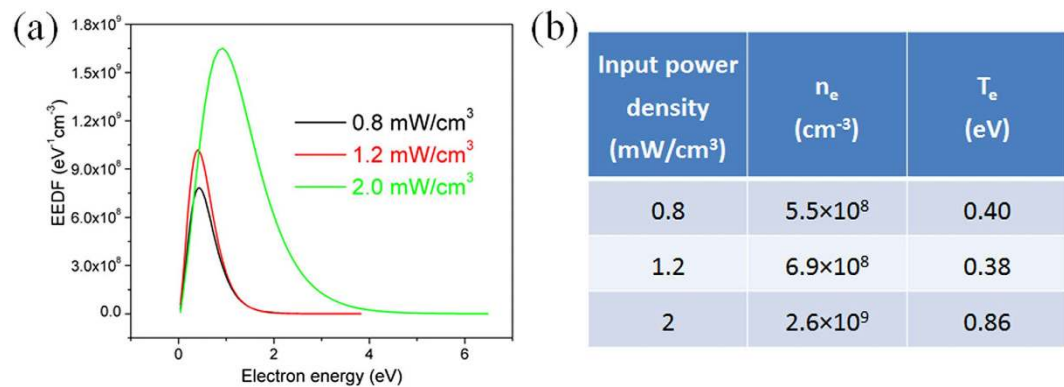 (a)
1.8x10⁹
1.5x10⁹
1.2x10⁹
9.0x10⁸
6.0x10⁸
3.0x10⁸
0.0
EEDF (eV⁻¹cm⁻³)
0.8 mW/cm³
1.2 mW/cm³
2.0 mW/cm³
0 2 4 6
Electron energy (eV)
(b)
Input power density (mW/cm³) nₑ (cm⁻³) Tₑ (eV)
0.8 5.5×10⁸ 0.40
1.2 6.9×10⁸ 0.38
2 2.6×10⁹ 0.86